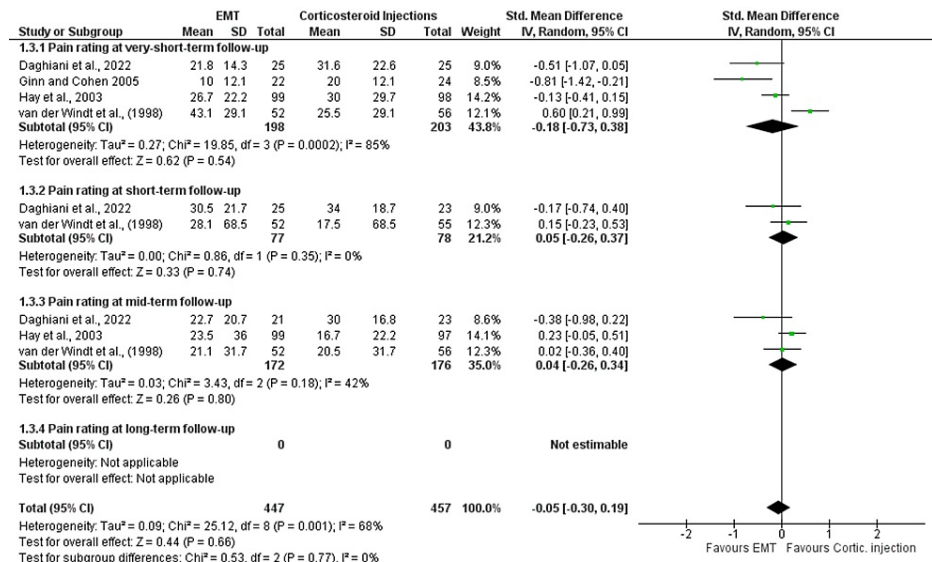 EMT Corticosteroid Injections Std. Mean Difference Std. Mean Difference
Study or Subgroup Mean SD Total Mean SD Total Weight IV, Random, 95% CI IV, Random, 95% CI
1.3.1 Pain rating at very-short-term follow-up
Daghiani et al., 2022 21.8 14.3 25 31.6 22.6 25 9.0% -0.51 [-1.07, 0.05]
Ginn and Cohen 2005 10 12.1 22 20 12.1 24 8.5% -0.81 [-1.42, -0.21]
Hay et al., 2003 26.7 22.2 99 30 29.7 98 14.2% -0.13 [-0.41, 0.15]
van der Windt et al., (1998) 43.1 29.1 52 25.5 29.1 56 12.1% 0.60 [0.21, 0.99]
Subtotal (95% CI) 198 203 43.8% -0.18 [-0.73, 0.38]
Heterogeneity: Tau² = 0.27; Chi² = 19.85, df = 3 (P = 0.0002); I² = 85%
Test for overall effect: Z = 0.62 (P = 0.54)
1.3.2 Pain rating at short-term follow-up
Daghiani et al., 2022 30.5 21.7 25 34 18.7 23 9.0% -0.17 [-0.74, 0.40]
van der Windt et al., (1998) 28.1 68.5 52 17.5 68.5 55 12.3% 0.15 [-0.23, 0.53]
Subtotal (95% CI) 77 78 21.2% 0.05 [-0.26, 0.37]
Heterogeneity: Tau² = 0.00; Chi² = 0.86, df = 1 (P = 0.35); I² = 0%
Test for overall effect: Z = 0.33 (P = 0.74)
1.3.3 Pain rating at mid-term follow-up
Daghiani et al., 2022 22.7 20.7 21 30 16.8 23 8.6% -0.38 [-0.98, 0.22]
Hay et al., 2003 23.5 36 99 16.7 22.2 97 14.1% 0.23 [-0.05, 0.51]
van der Windt et al., (1998) 21.1 31.7 52 20.5 31.7 56 12.3% 0.02 [-0.36, 0.40]
Subtotal (95% CI) 172 176 35.0% 0.04 [-0.26, 0.34]
Heterogeneity: Tau² = 0.03; Chi² = 3.43, df = 2 (P = 0.18); I² = 42%
Test for overall effect: Z = 0.26 (P = 0.80)
1.3.4 Pain rating at long-term follow-up
Subtotal (95% CI) 0 0 Not estimable
Heterogeneity: Not applicable
Test for overall effect: Not applicable
Total (95% CI) 447 457 100.0% -0.05 [-0.30, 0.19]
Heterogeneity: Tau² = 0.09; Chi² = 25.12, df = 8 (P = 0.001); I² = 68%
Test for overall effect: Z = 0.44 (P = 0.66)
Test for subgroup differences: Chi² = 0.53, df = 2 (P = 0.77), I² = 0%
-2 -1 0 1 2
Favours EMT Favours Cortic. injection